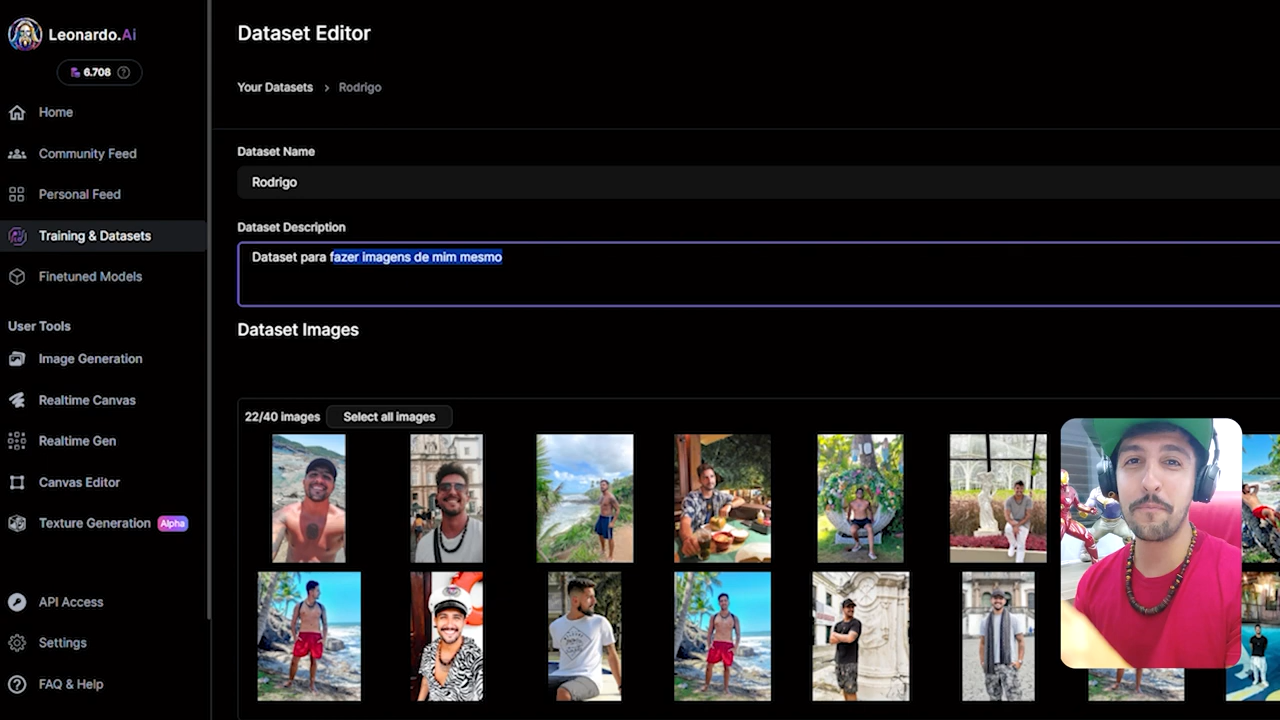 Leonardo.Ai
6.708
Home
Community Feed
Personal Feed
Training & Datasets
Finetuned Models
User Tools
Image Generation
Realtime Canvas
Realtime Gen
Canvas Editor
Texture Generation Alpha
API Access
Settings
FAQ & Help
Dataset Editor
Your Datasets > Rodrigo
Dataset Name
Rodrigo
Dataset Description
Dataset para fazer imagens de mim mesmo
Dataset Images
22/40 images Select all images